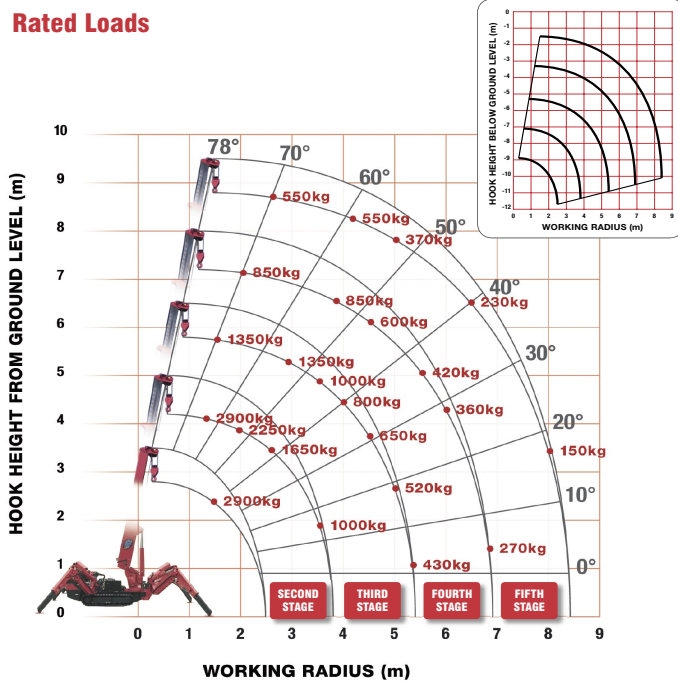 Rated Loads
HOOK HEIGHT BELOW GROUND LEVEL (m)
0
-1
-2
-3
-4
-5
-6
-7
-8
-9
-10
-11
-12
0 1 2 3 4 5 6 7 8 9
WORKING RADIUS (m)
HOOK HEIGHT FROM GROUND LEVEL (m)
10
9
8
7
6
5
4
3
2
1
0
78°
70°
60°
50°
40°
30°
20°
10°
0°
550kg
550kg
370kg
230kg
150kg
850kg
850kg
600kg
420kg
360kg
270kg
1350kg
1350kg
1000kg
800kg
650kg
520kg
430kg
2900kg
2250kg
1650kg
1000kg
2900kg
SECOND
STAGE
THIRD
STAGE
FOURTH
STAGE
FIFTH
STAGE
0 1 2 3 4 5 6 7 8 9
WORKING RADIUS (m)